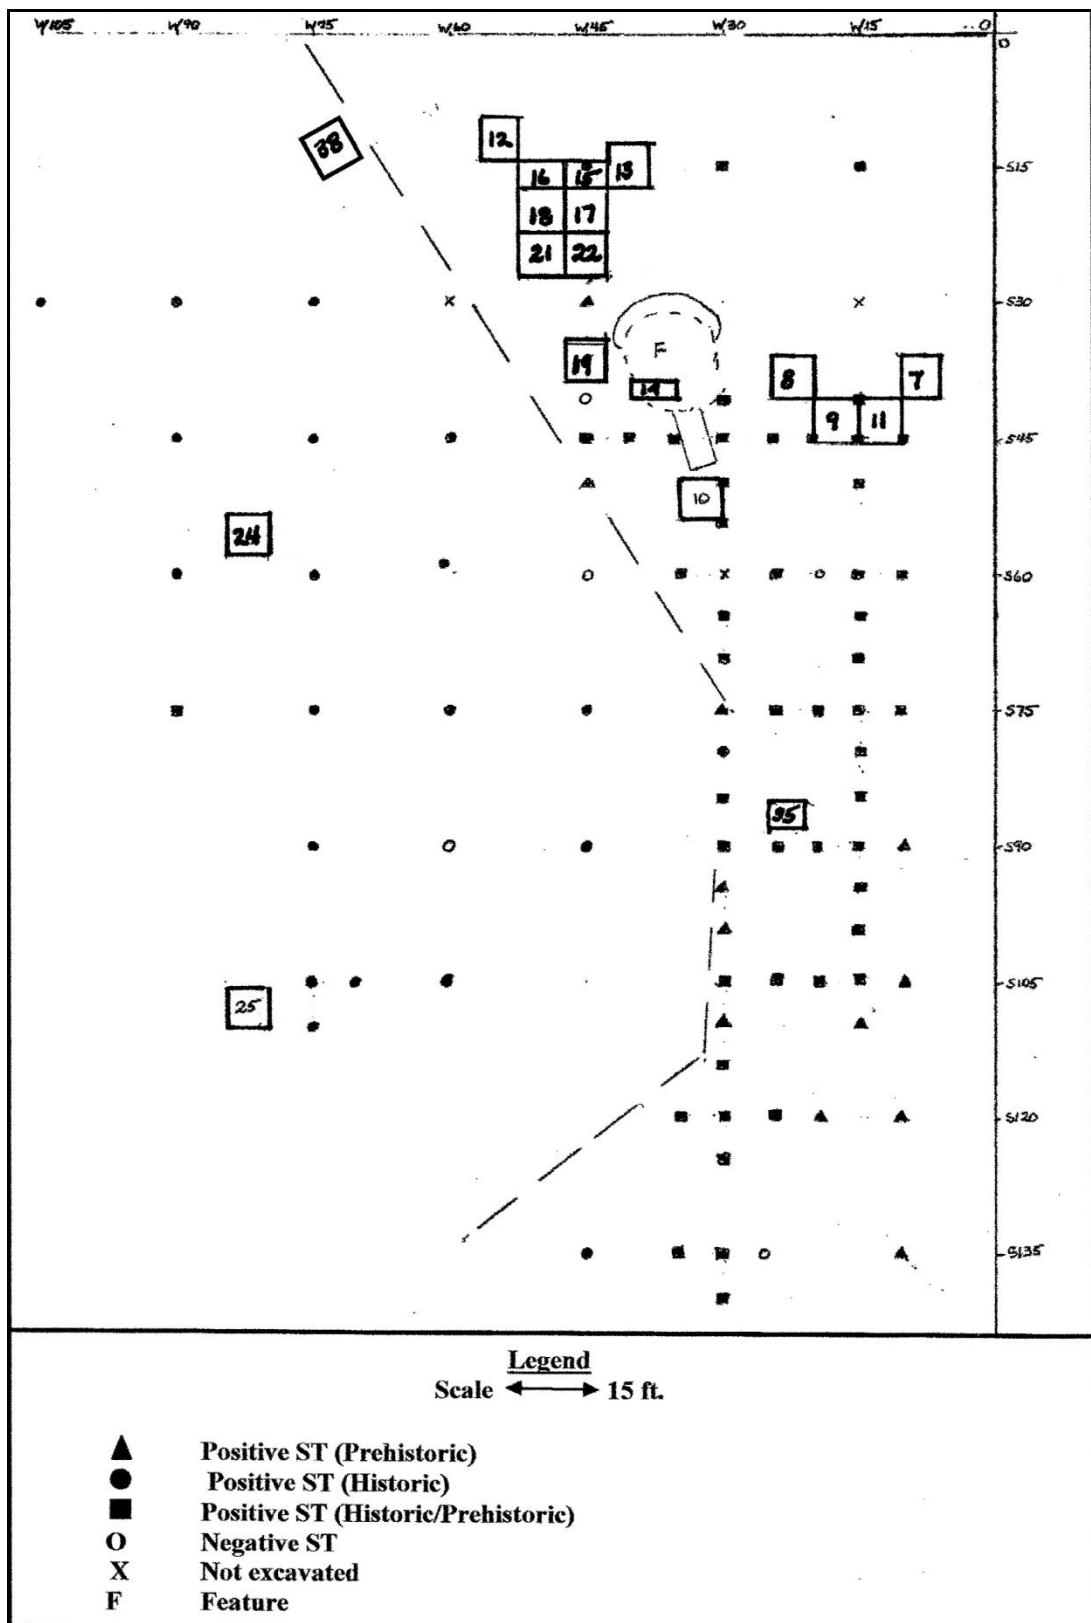 W105 W90 W75 W60 W45 W30 W15 0
0
38
12
16 15 13
S15
18 17
21 22
X X S30
F
19
14
8 7
9 11
S45
10
24
X S60
S75
35
S90
25
S105
S120
S135
Legend
Scale 15 ft.
Positive ST (Prehistoric)
Positive ST (Historic)
Positive ST (Historic/Prehistoric)
O Negative ST
X Not excavated
F Feature